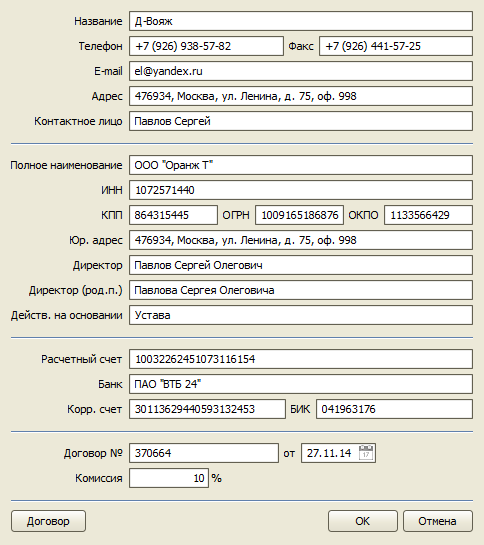 Название Д-Вояж
Телефон +7 (926) 938-57-82 Факс +7 (926) 441-57-25
E-mail el@yandex.ru
Адрес 476934, Москва, ул. Ленина, д. 75, оф. 998
Контактное лицо Павлов Сергей
Полное наименование ООО "Оранж Т"
ИНН 1072571440
КПП 864315445 ОГРН 1009165186876 ОКПО 1133566429
Юр. адрес 476934, Москва, ул. Ленина, д. 75, оф. 998
Директор Павлов Сергей Олегович
Директор (род.п.) Павлова Сергея Олеговича
Действ. на основании Устава
Расчетный счет 10032262451073116154
Банк ПАО "ВТБ 24"
Корр. счет 30113629440593132453 БИК 041963176
Договор № 370664 от 27.11.14 17
Комиссия 10 %
Договор OK Отмена